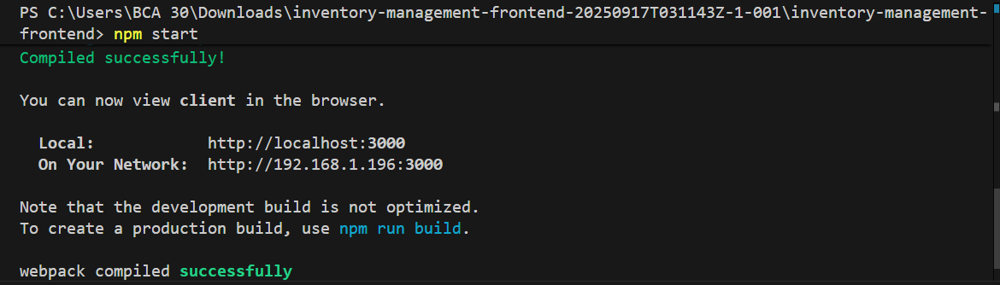 PS C:\Users\BCA 30\Downloads\inventory-management-frontend-20250917T031143Z-1-001\inventory-management-
frontend> npm start
Compiled successfully!
You can now view client in the browser.
Local: http://localhost:3000
On Your Network: http://192.168.1.196:3000
Note that the development build is not optimized.
To create a production build, use npm run build.
webpack compiled successfully